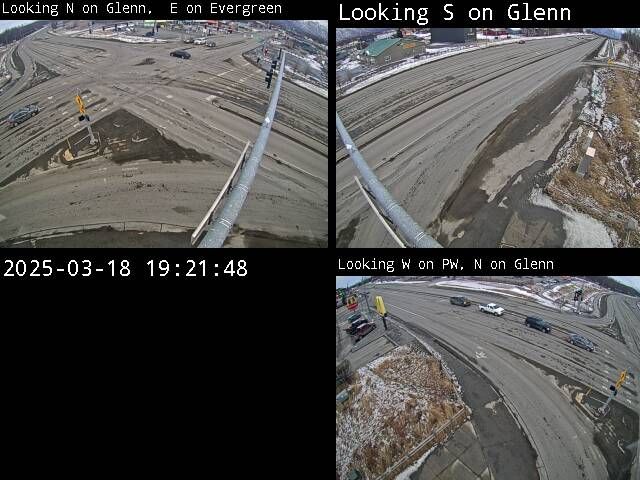 Looking N on Glenn,  E on Evergreen
Looking S on Glenn
2025-03-18 19:21:48
Looking W on PW, N on Glenn